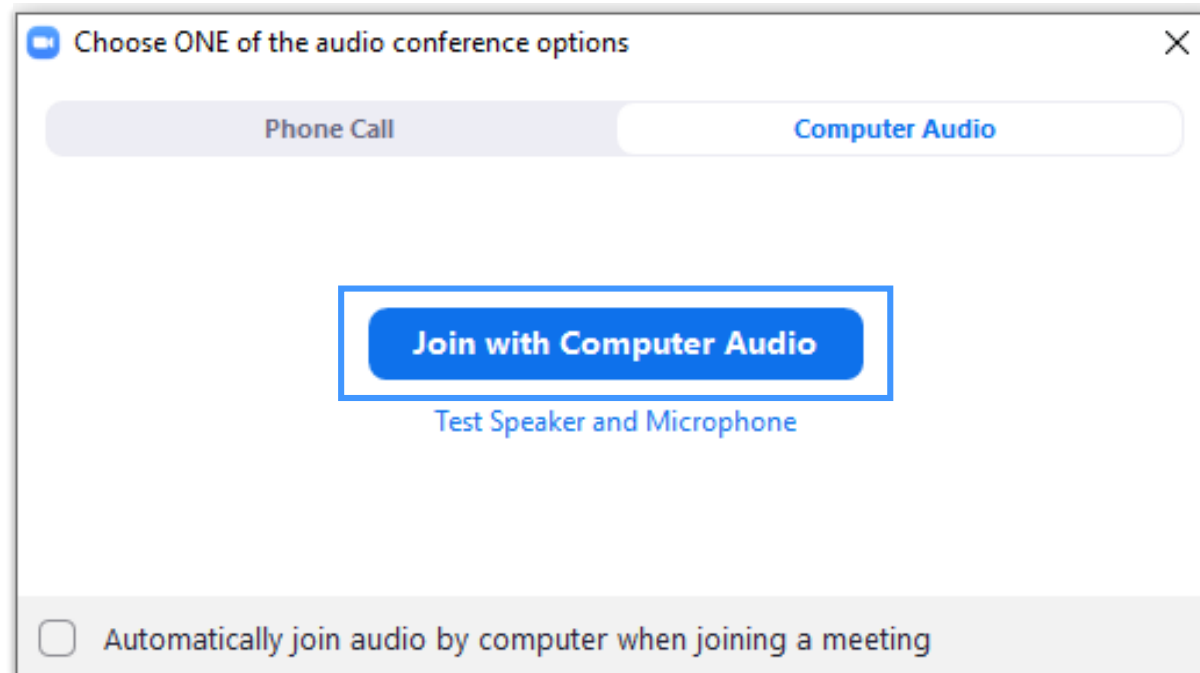 Choose ONE of the audio conference options
Phone Call
Computer Audio
Join with Computer Audio
Test Speaker and Microphone
Automatically join audio by computer when joining a meeting